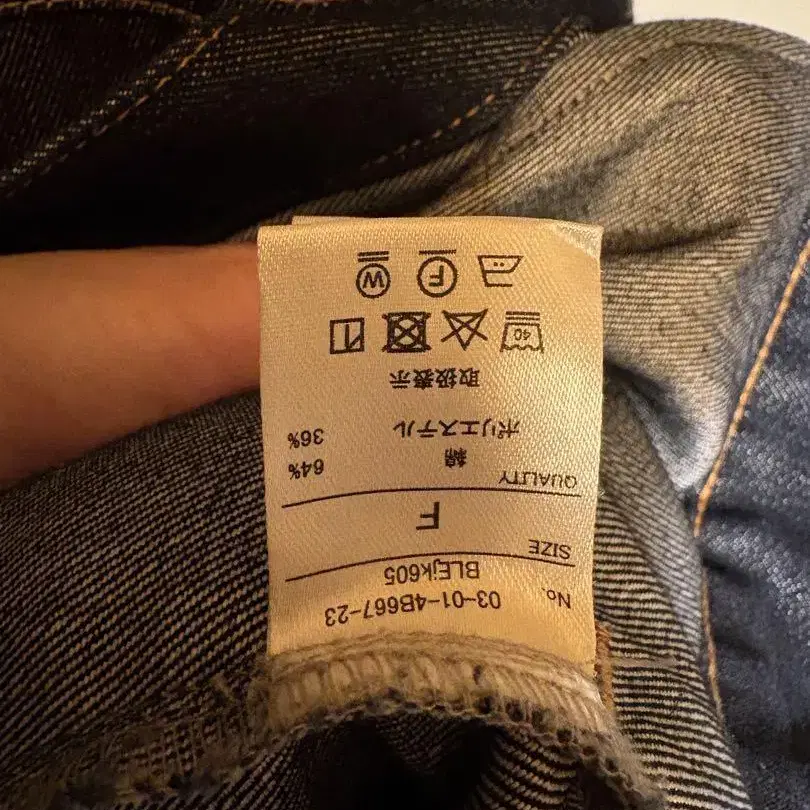 No. 03-01-4B667-23
BLEjk605
SIZE
F
QUALITY
綿 64%
ポリエステル 36%
取扱表示
40
F W